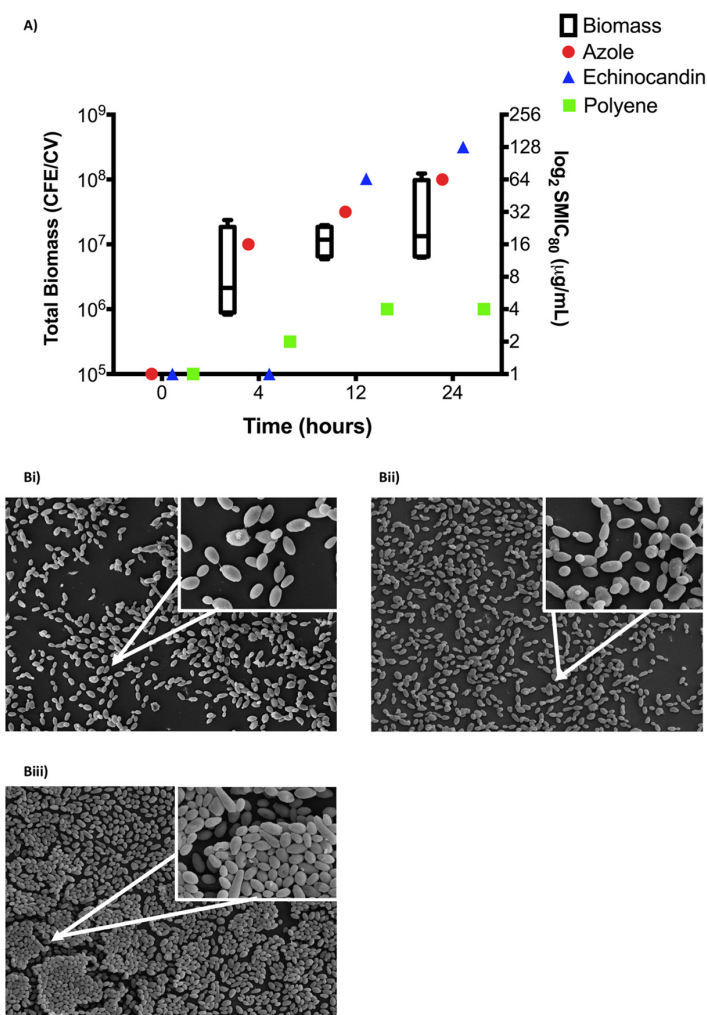 A)
Biomass
Azole
Echinocandin
Polyene
Total Biomass (CFE/CV)
10⁹
10⁸
10⁷
10⁶
10⁵
256
128
64
32
16
8
4
2
1
log₂ SMIC₈₀ (µg/mL)
0 4 12 24
Time (hours)
Bi)
Bii)
Biii)